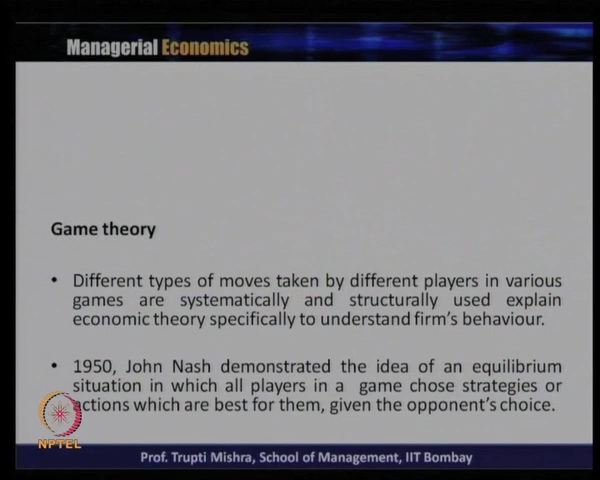 Managerial Economics
Game theory
• Different types of moves taken by different players in various
games are systematically and structurally used explain
economic theory specifically to understand firm's behaviour.
• 1950, John Nash demonstrated the idea of an equilibrium
situation in which all players in a game chose strategies or
actions which are best for them, given the opponent's choice.
NPTEL
Prof. Trupti Mishra, School of Management, IIT Bombay